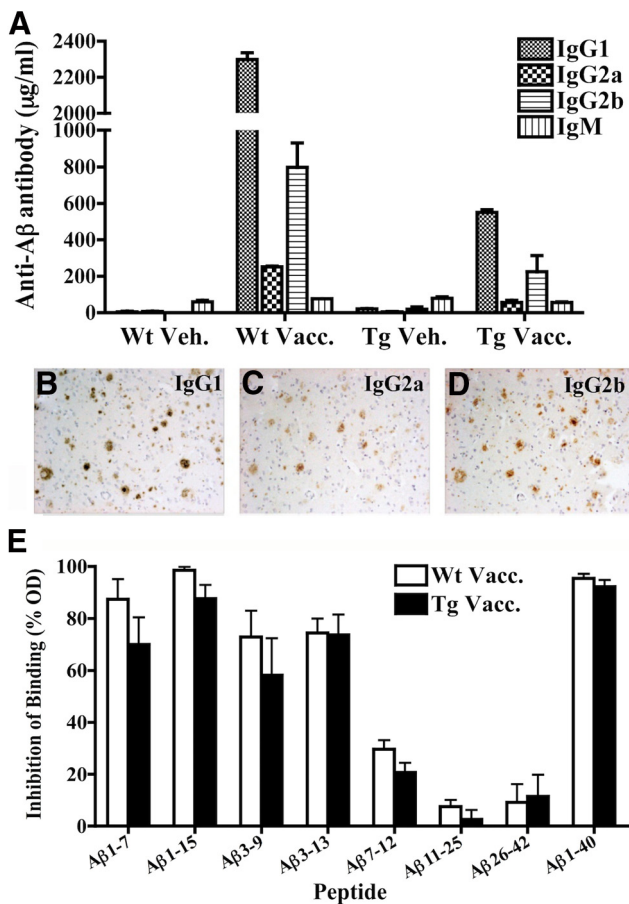 A
Anti-Aβ antibody (µg/ml)
2400
2200
2000
1000
800
600
400
200
0
IgG1
IgG2a
IgG2b
IgM
Wt Veh. Wt Vacc. Tg Veh. Tg Vacc.
B IgG1
C IgG2a
D IgG2b
E
Inhibition of Binding (% OD)
100
80
60
40
20
0
Wt Vacc.
Tg Vacc.
Aβ1-7 Aβ1-15 Aβ3-9 Aβ3-13 Aβ7-12 Aβ11-25 Aβ26-42 Aβ1-40
Peptide